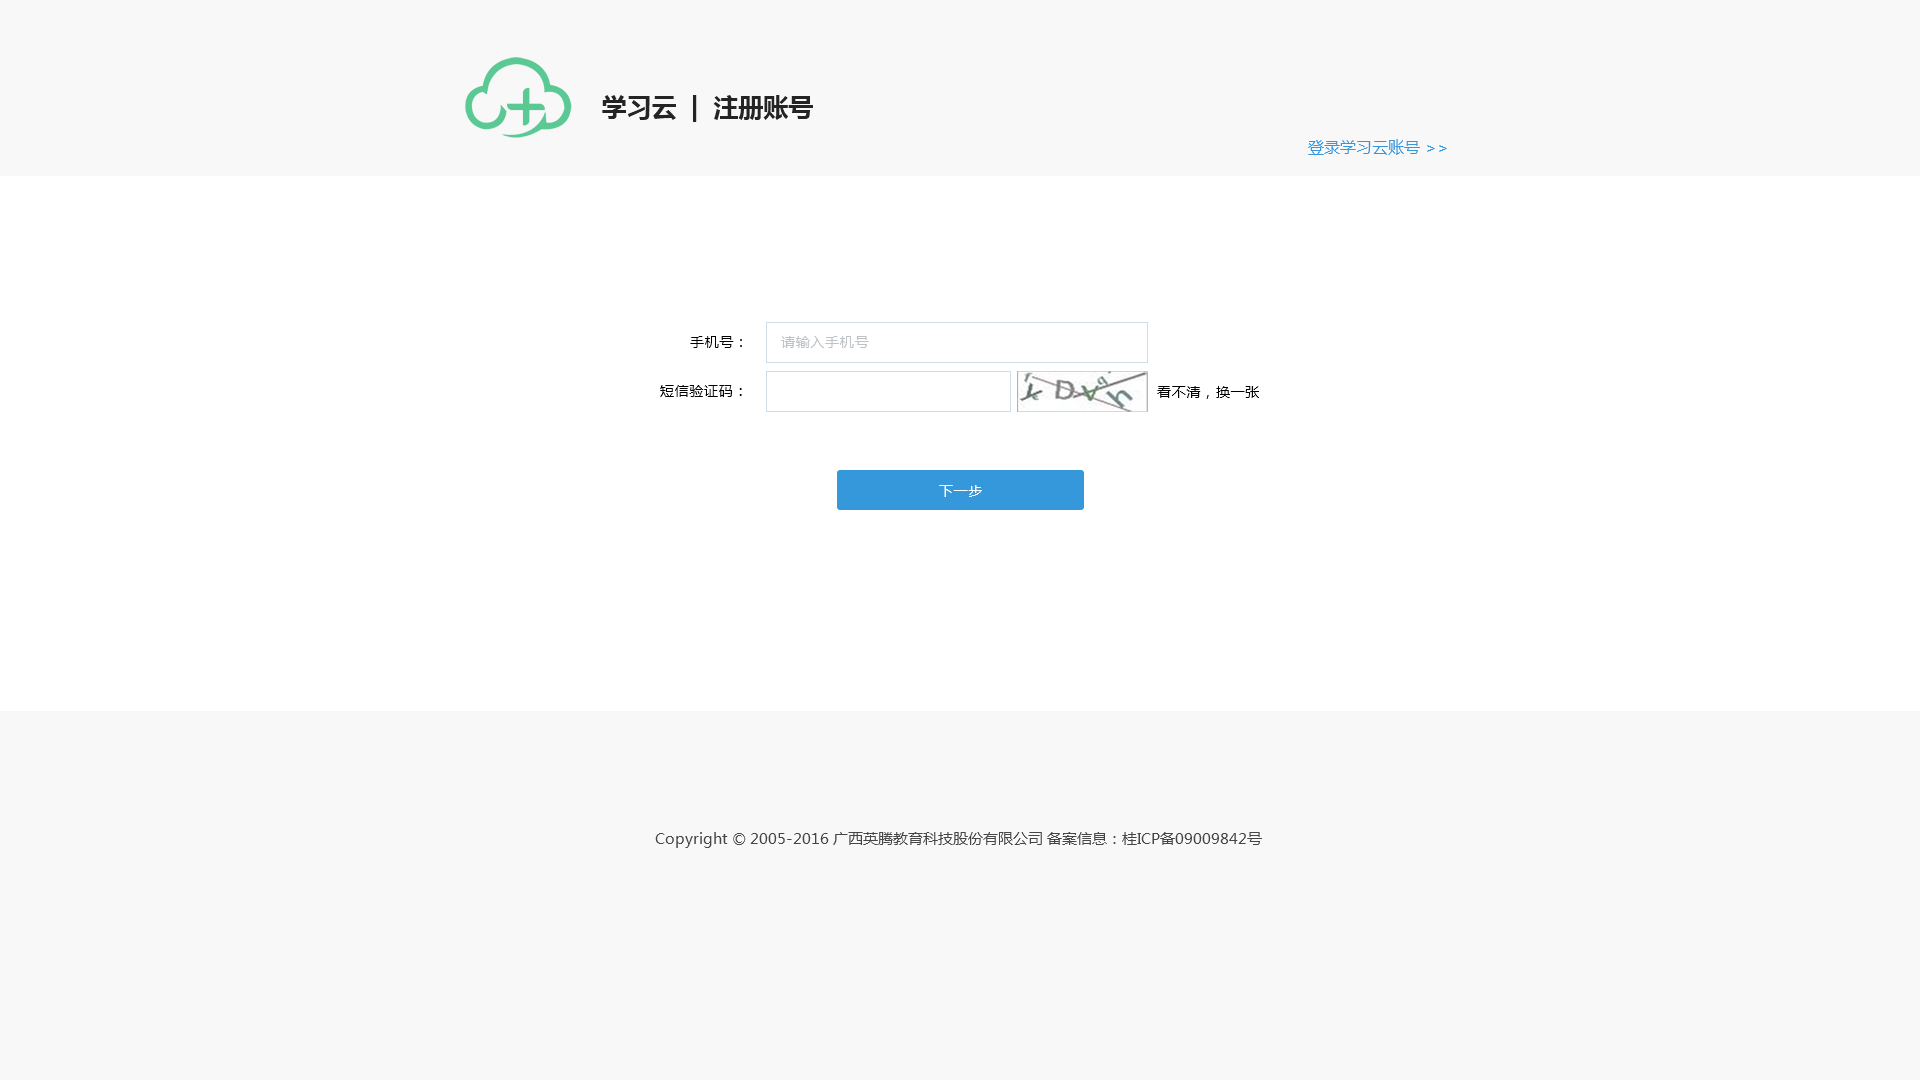 学习云 | 注册账号
登录学习云账号 >>
手机号：
请输入手机号
短信验证码：
看不清，换一张
下一步
Copyright © 2005-2016 广西英腾教育科技股份有限公司 备案信息：桂ICP备09009842号